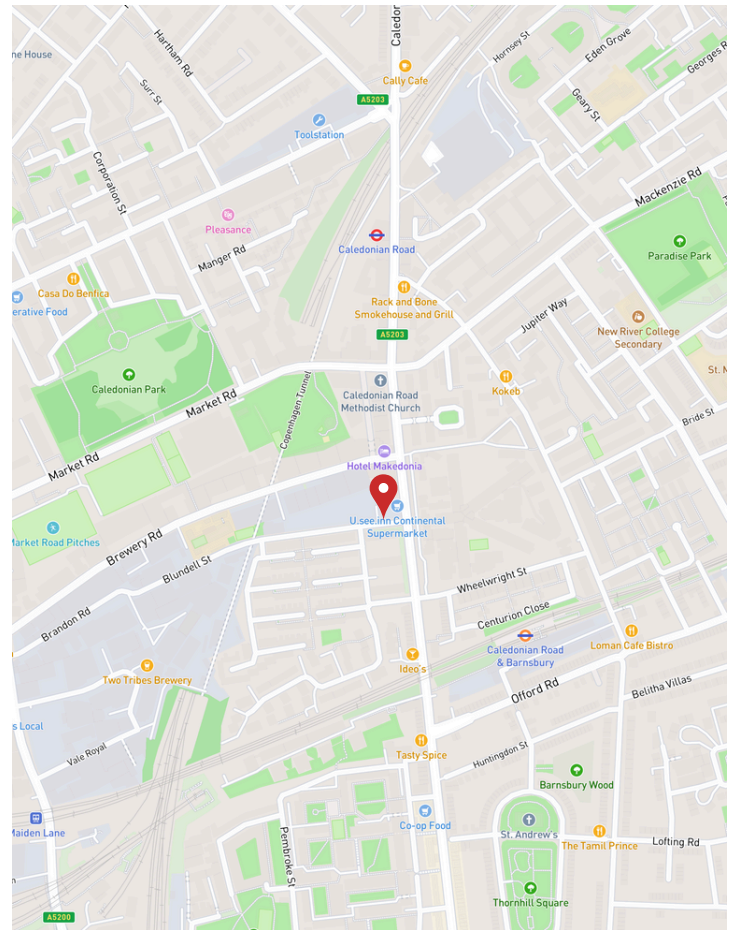 Caledon
ne House
Hartham Rd
Hornsey St
Eden Grove
Georges R
Cally Cafe
Surr St
A5203
Geary St
Toolstation
Corporation St
Mackenzie Rd
Pleasance
Manger Rd
Caledonian Road
Paradise Park
Casa Do Benfica
erative Food
Rack and Bone
Smokehouse and Grill
Jupiter Way
A5203
New River College
Secondary
St. M
Caledonian Park
Kokeb
Market Rd
Copenhagen Tunnel
Caledonian Road
Methodist Church
Bride St
Market Rd
Hotel Makedonia
U.see.inn Continental
Supermarket
Market Road Pitches
Brewery Rd
Blundell St
Wheelwright St
Brandon Rd
Centurion Close
Caledonian Road
& Barnsbury
Loman Cafe Bistro
Ideo's
Two Tribes Brewery
Offord Rd
Belitha Villas
s Local
Vale Royal
Tasty Spice
Huntingdon St
Barnsbury Wood
Co-op Food
Maiden Lane
St. Andrew's
The Tamil Prince
Lofting Rd
Pembroke St
Thornhill Square
A5200